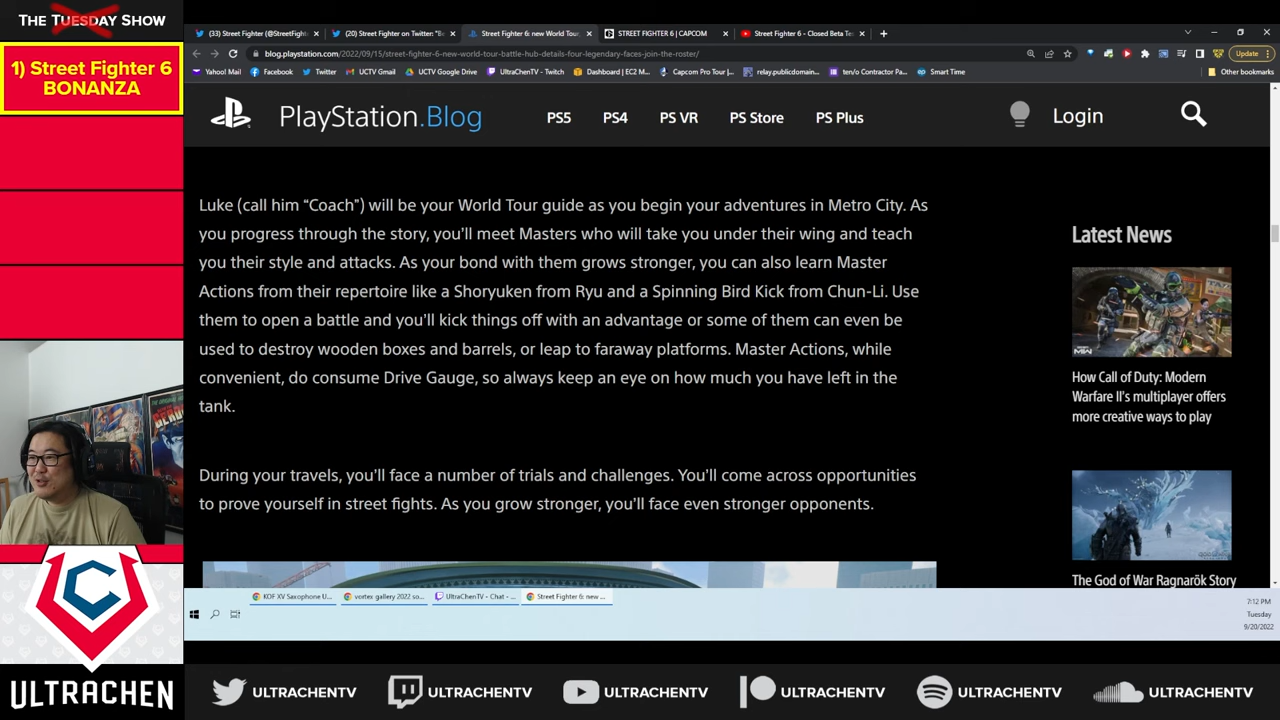 THE TUESDAY SHOW
1) Street Fighter 6
BONANZA
(33) Street Fighter (@StreetFight
(20) Street Fighter on Twitter: "Ba
Street Fighter 6: new World Tour
STREET FIGHTER 6 | CAPCOM
Street Fighter 6 - Closed Beta Te
blog.playstation.com/2022/09/15/street-fighter-6-new-world-tour-battle-hub-details-four-legendary-faces-join-the-roster/
Update
Yahoo! Mail
Facebook
Twitter
UCTV Gmail
UCTV Google Drive
UltraChenTV - Twitch
Dashboard | EC2 M...
Capcom Pro Tour |...
relay.publicdomain...
ten/o Contractor Pa...
Smart Time
Other bookmarks
PlayStation.Blog
PS5
PS4
PS VR
PS Store
PS Plus
Login
Luke (call him “Coach”) will be your World Tour guide as you begin your adventures in Metro City. As
you progress through the story, you’ll meet Masters who will take you under their wing and teach
you their style and attacks. As your bond with them grows stronger, you can also learn Master
Actions from their repertoire like a Shoryuken from Ryu and a Spinning Bird Kick from Chun-Li. Use
them to open a battle and you’ll kick things off with an advantage or some of them can even be
used to destroy wooden boxes and barrels, or leap to faraway platforms. Master Actions, while
convenient, do consume Drive Gauge, so always keep an eye on how much you have left in the
tank.
During your travels, you’ll face a number of trials and challenges. You’ll come across opportunities
to prove yourself in street fights. As you grow stronger, you’ll face even stronger opponents.
Latest News
How Call of Duty: Modern
Warfare II’s multiplayer offers
more creative ways to play
The God of War Ragnarök Story
KOF XV Saxophone U...
vortex gallery 2022 so...
UltraChenTV - Chat - ...
Street Fighter 6: new ...
7:12 PM
Tuesday
9/20/2022
ULTRACHEN
ULTRACHENTV
ULTRACHENTV
ULTRACHENTV
ULTRACHENTV
ULTRACHENTV
ULTRACHENTV